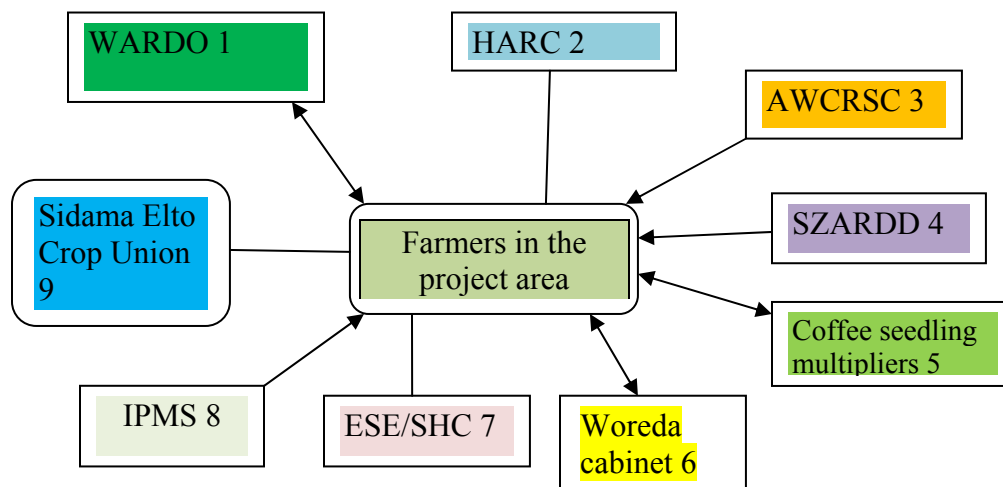 WARDO 1
HARC 2
AWCRSC 3
Sidama Elto
Crop Union
9
Farmers in the
project area
SZARDD 4
Coffee seedling
multipliers 5
IPMS 8
ESE/SHC 7
Woreda
cabinet 6